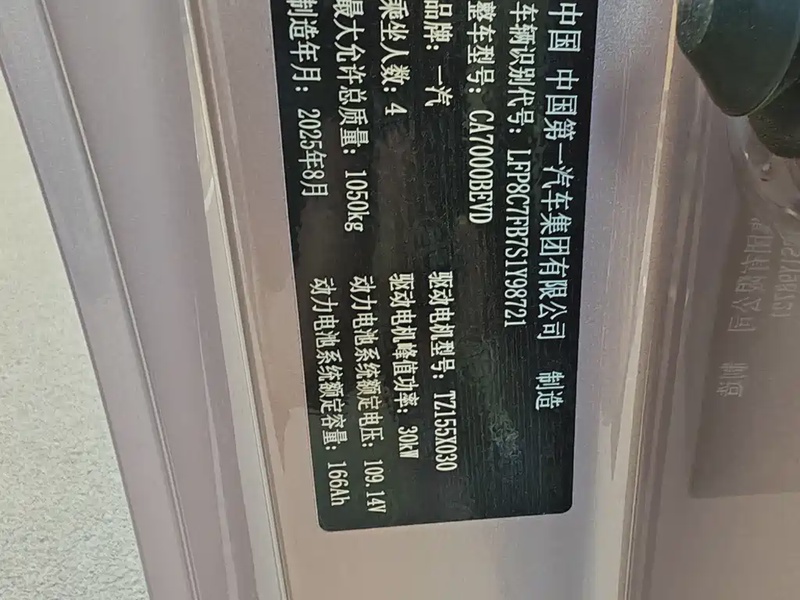 中国 中国第一汽车集团有限公司 制造
车辆识别代号：LFP8C7FB7S1Y98721
整车型号：CA7000BEVD
驱动电机型号：TZ155X030
品牌：一汽
驱动电机峰值功率：30kW
乘坐人数：4
动力电池系统额定电压：109.14V
最大允许总质量：1050kg
动力电池系统额定容量：166Ah
制造年月：2025年8月